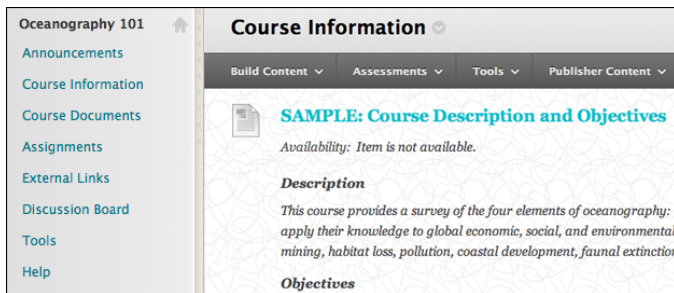 Oceanography 101
Announcements
Course Information
Course Documents
Assignments
External Links
Discussion Board
Tools
Help
Course Information
Build Content Assessments Tools Publisher Content
SAMPLE: Course Description and Objectives
Availability: Item is not available.
Description
This course provides a survey of the four elements of oceanography:
apply their knowledge to global economic, social, and environmental
mining, habitat loss, pollution, coastal development, faunal extinction
Objectives